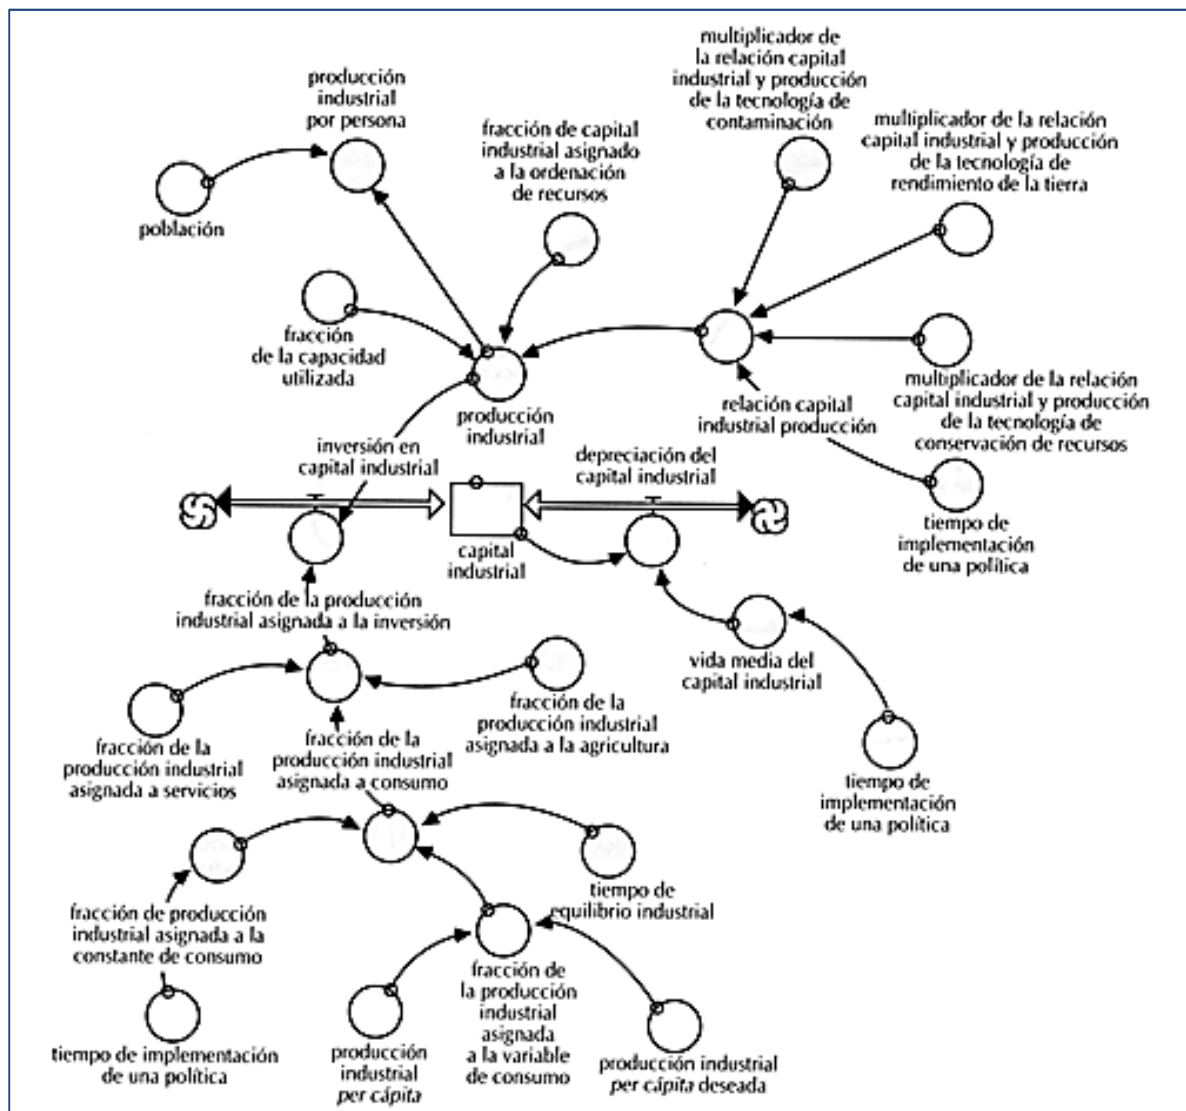 multiplicador de
la relación capital
industrial y producción
de la tecnología de
contaminación
producción
industrial
por persona
fracción de capital
industrial asignado
a la ordenación
de recursos
multiplicador de la relación
capital industrial y producción
de la tecnología de
rendimiento de la tierra
población
fracción
de la capacidad
utilizada
producción
industrial
relación capital
industrial producción
multiplicador de la relación
capital industrial y producción
de la tecnología de
conservación de recursos
inversión en
capital industrial
depreciación del
capital industrial
capital
industrial
tiempo de
implementación
de una política
fracción de la producción
industrial asignada a la inversión
vida media del
capital industrial
fracción de la
producción industrial
asignada a servicios
fracción de la
producción industrial
asignada a consumo
fracción de la
producción industrial
asignada a la agricultura
tiempo de
implementación
de una política
tiempo de
equilibrio industrial
fracción de producción
industrial asignada a la
constante de consumo
fracción de
la producción
industrial
asignada
a la variable
de consumo
tiempo de implementación
de una política
producción
industrial
per cápita
producción industrial
per cápita deseada